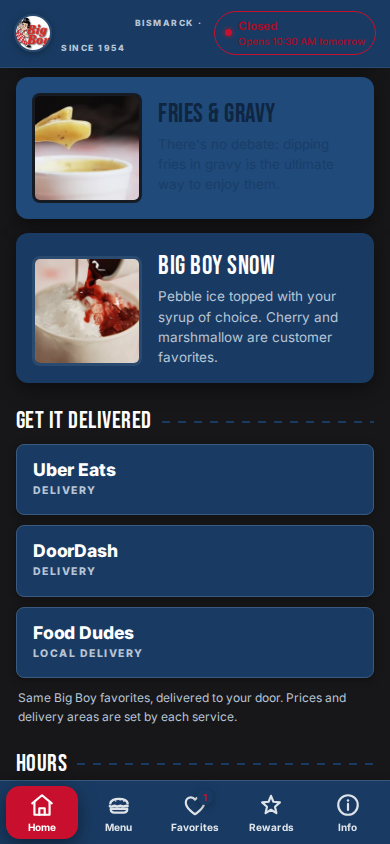 Big Boy
BISMARCK ·
SINCE 1954
Closed
Opens 10:30 AM tomorrow
FRIES & GRAVY
There's no debate: dipping
fries in gravy is the ultimate
way to enjoy them.
BIG BOY SNOW
Pebble ice topped with your
syrup of choice. Cherry and
marshmallow are customer
favorites.
GET IT DELIVERED
Uber Eats
DELIVERY
DoorDash
DELIVERY
Food Dudes
LOCAL DELIVERY
Same Big Boy favorites, delivered to your door. Prices and
delivery areas are set by each service.
HOURS
1
Home
Menu
Favorites
Rewards
Info